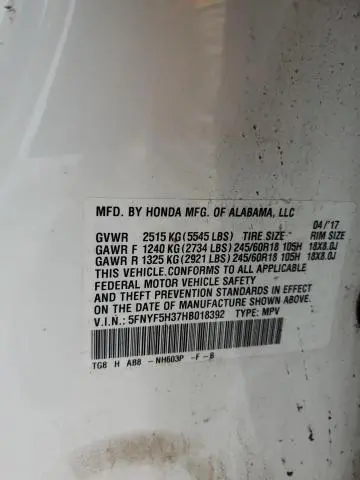 MFD. BY HONDA MFG. OF ALABAMA, LLC
04/'17
GVWR 2515 KG (5545 LBS) TIRE SIZE RIM SIZE
GAWR F 1240 KG (2734 LBS) 245/60R18 105H 18X8.0J
GAWR R 1325 KG (2921 LBS) 245/60R18 105H 18X8.0J
THIS VEHICLE CONFORMS TO ALL APPLICABLE
FEDERAL MOTOR VEHICLE SAFETY
AND THEFT PREVENTION STANDARDS IN EFFECT
ON THE DATE OF MANUFACTURE SHOWN ABOVE.
V.I.N.: 5FNYF5H37HB018392 TYPE: MPV
TG8 H AB8 -NH603P -F-B